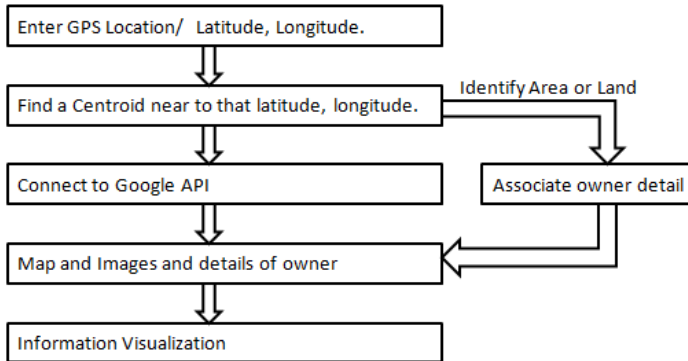 Enter GPS Location/ Latitude, Longitude.
Identify Area or Land
Find a Centroid near to that latitude, longitude.
Connect to Google API
Associate owner detail
Map and Images and details of owner
Information Visualization